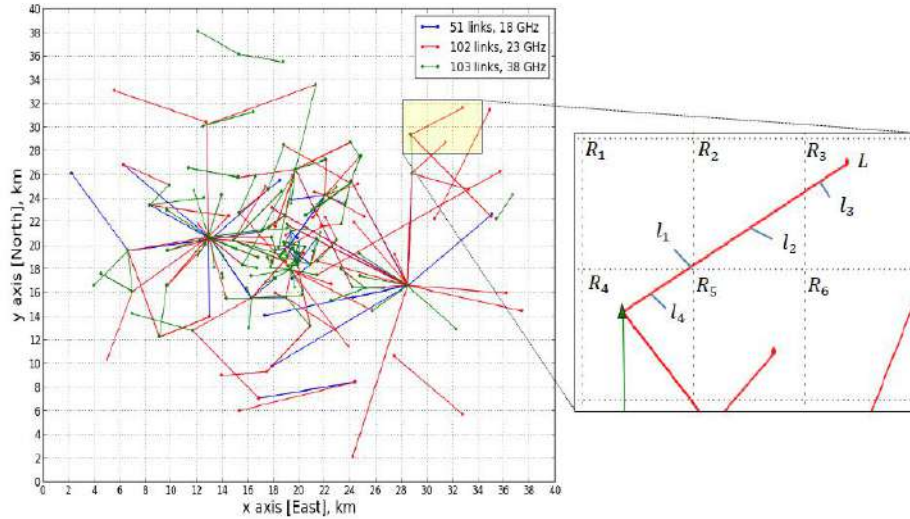 51 links, 18 GHz
102 links, 23 GHz
103 links, 38 GHz
y axis [North], km
40
38
36
34
32
30
28
26
24
22
20
18
16
14
12
10
8
6
4
2
0
0 2 4 6 8 10 12 14 16 18 20 22 24 26 28 30 32 34 36 38 40
x axis [East], km
R1 R2 R3 L
l3
l1 l2
R4 R5 R6
l4